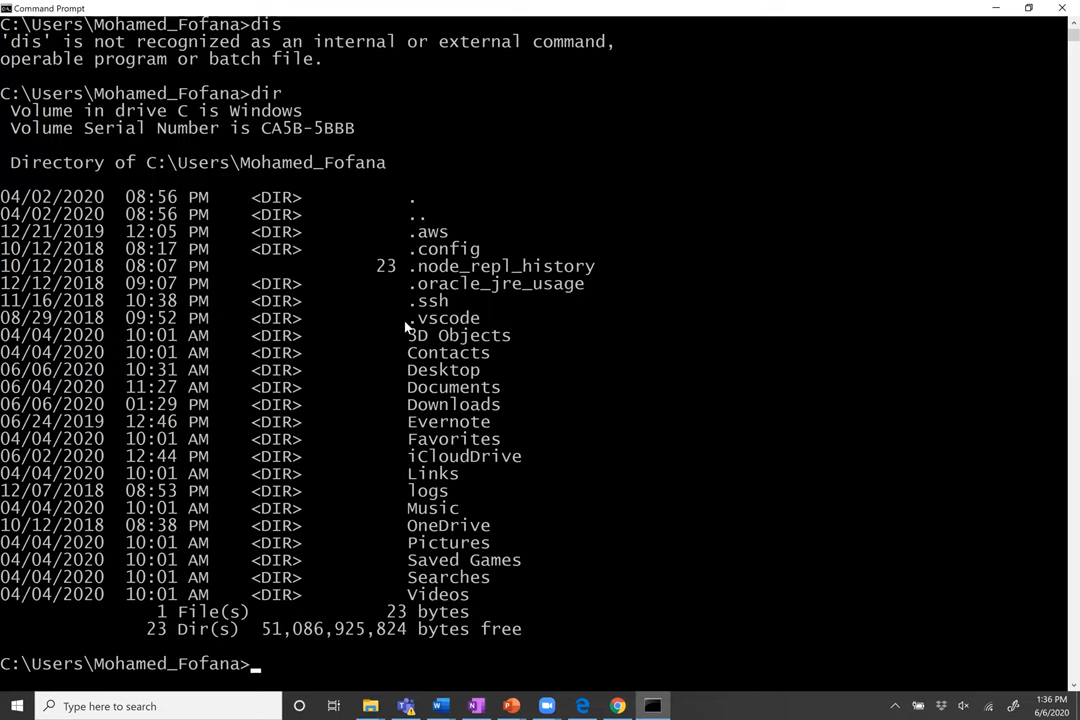 Command Prompt
C:\Users\Mohamed_Fofana>dis
'dis' is not recognized as an internal or external command,
operable program or batch file.
C:\Users\Mohamed_Fofana>dir
Volume in drive C is Windows
Volume Serial Number is CA5B-5BBB
Directory of C:\Users\Mohamed_Fofana
04/02/2020 08:56 PM <DIR> .
04/02/2020 08:56 PM <DIR> ..
12/21/2019 12:05 PM <DIR> .aws
10/12/2018 08:17 PM <DIR> .config
10/12/2018 08:07 PM 23 .node_repl_history
12/12/2018 09:07 PM <DIR> .oracle_jre_usage
11/16/2018 10:38 PM <DIR> .ssh
08/29/2018 09:52 PM <DIR> .vscode
04/04/2020 10:01 AM <DIR> 3D Objects
04/04/2020 10:01 AM <DIR> Contacts
06/06/2020 10:31 AM <DIR> Desktop
06/04/2020 11:27 AM <DIR> Documents
06/06/2020 01:29 PM <DIR> Downloads
06/24/2019 12:46 PM <DIR> Evernote
04/04/2020 10:01 AM <DIR> Favorites
06/02/2020 12:44 PM <DIR> iCloudDrive
04/04/2020 10:01 AM <DIR> Links
12/07/2018 08:53 PM <DIR> logs
04/04/2020 10:01 AM <DIR> Music
10/12/2018 08:38 PM <DIR> OneDrive
04/04/2020 10:01 AM <DIR> Pictures
04/04/2020 10:01 AM <DIR> Saved Games
04/04/2020 10:01 AM <DIR> Searches
04/04/2020 10:01 AM <DIR> Videos
1 File(s) 23 bytes
23 Dir(s) 51,086,925,824 bytes free
C:\Users\Mohamed_Fofana>_
Type here to search
1:36 PM
6/6/2020